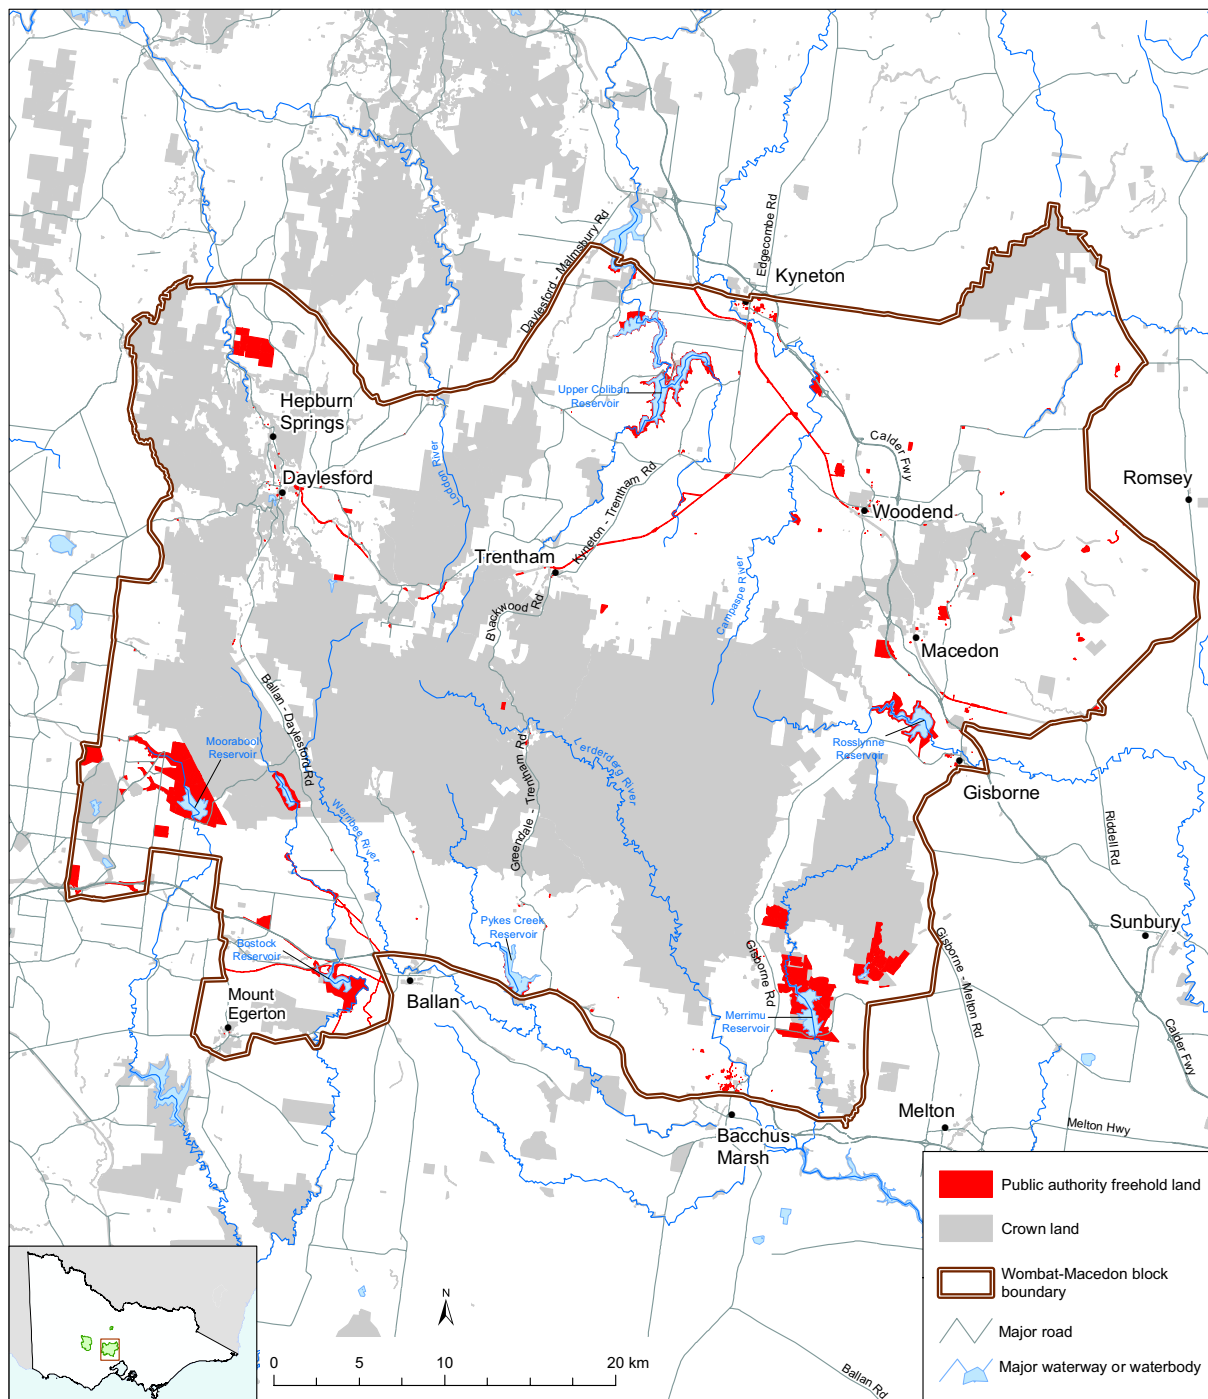 Daylesford - Malmsbury Rd
Edgecombe Rd
Kyneton
Upper Coliban
Reservoir
Hepburn
Springs
Daylesford
Loddon River
Calder Fwy
Romsey
Woodend
Kyneton - Trentham Rd
Trentham
Blackwood Rd
Campaspe River
Macedon
Ballan - Daylesford Rd
Moorabool
Reservoir
Lerderderg River
Rosslynne
Reservoir
Gisborne
Werribee River
Greendale - Trentham Rd
Riddell Rd
Sunbury
Pykes Creek
Reservoir
Bostock
Reservoir
Gisborne Rd
Gisborne - Melton Rd
Mount
Egerton
Ballan
Merrimu
Reservoir
Calder Fwy
Melton
Melton Hwy
Bacchus
Marsh
Public authority freehold land
Crown land
Wombat-Macedon block
boundary
Major road
Major waterway or waterbody
N
0 5 10 20 km
Ballan Rd